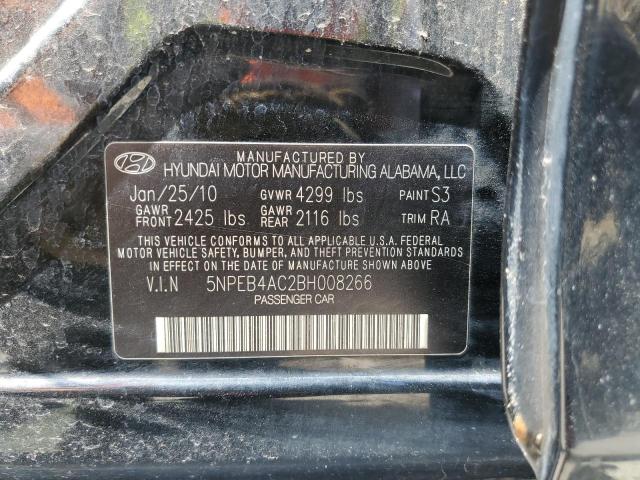 MANUFACTURED BY
HYUNDAI MOTOR MANUFACTURING ALABAMA, LLC
Jan/25/10 GVWR 4299 lbs PAINT S3
GAWR FRONT 2425 lbs GAWR REAR 2116 lbs TRIM RA
THIS VEHICLE CONFORMS TO ALL APPLICABLE U.S.A. FEDERAL
MOTOR VEHICLE SAFETY, BUMPER, AND THEFT PREVENTION STANDARDS
IN EFFECT ON THE DATE OF MANUFACTURE SHOWN ABOVE.
V.I.N 5NPEB4AC2BH008266
PASSENGER CAR